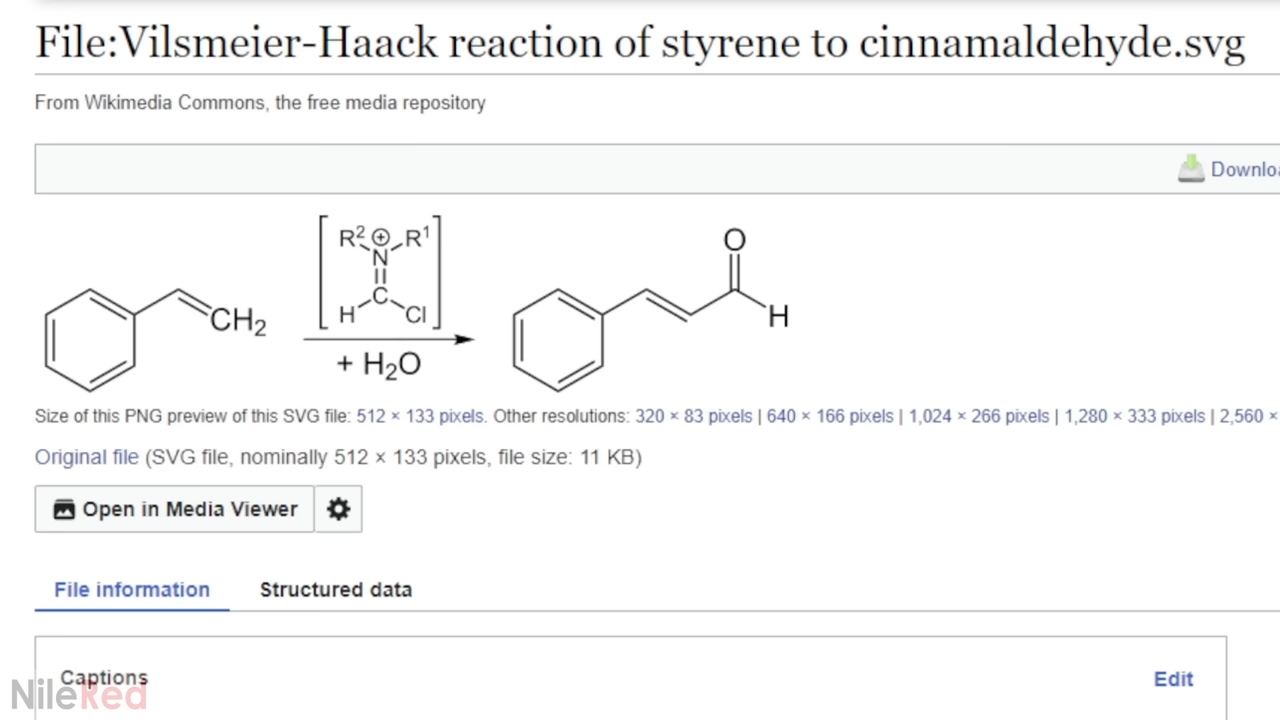 File:Vilsmeier-Haack reaction of styrene to cinnamaldehyde.svg
From Wikimedia Commons, the free media repository
Downloa
R² ⊕ R¹
N
C
H Cl
CH₂
+ H₂O
O
H
Size of this PNG preview of this SVG file: 512 × 133 pixels. Other resolutions: 320 × 83 pixels | 640 × 166 pixels | 1,024 × 266 pixels | 1,280 × 333 pixels | 2,560 ×
Original file (SVG file, nominally 512 × 133 pixels, file size: 11 KB)
Open in Media Viewer
File information Structured data
Captions Edit
NileRed